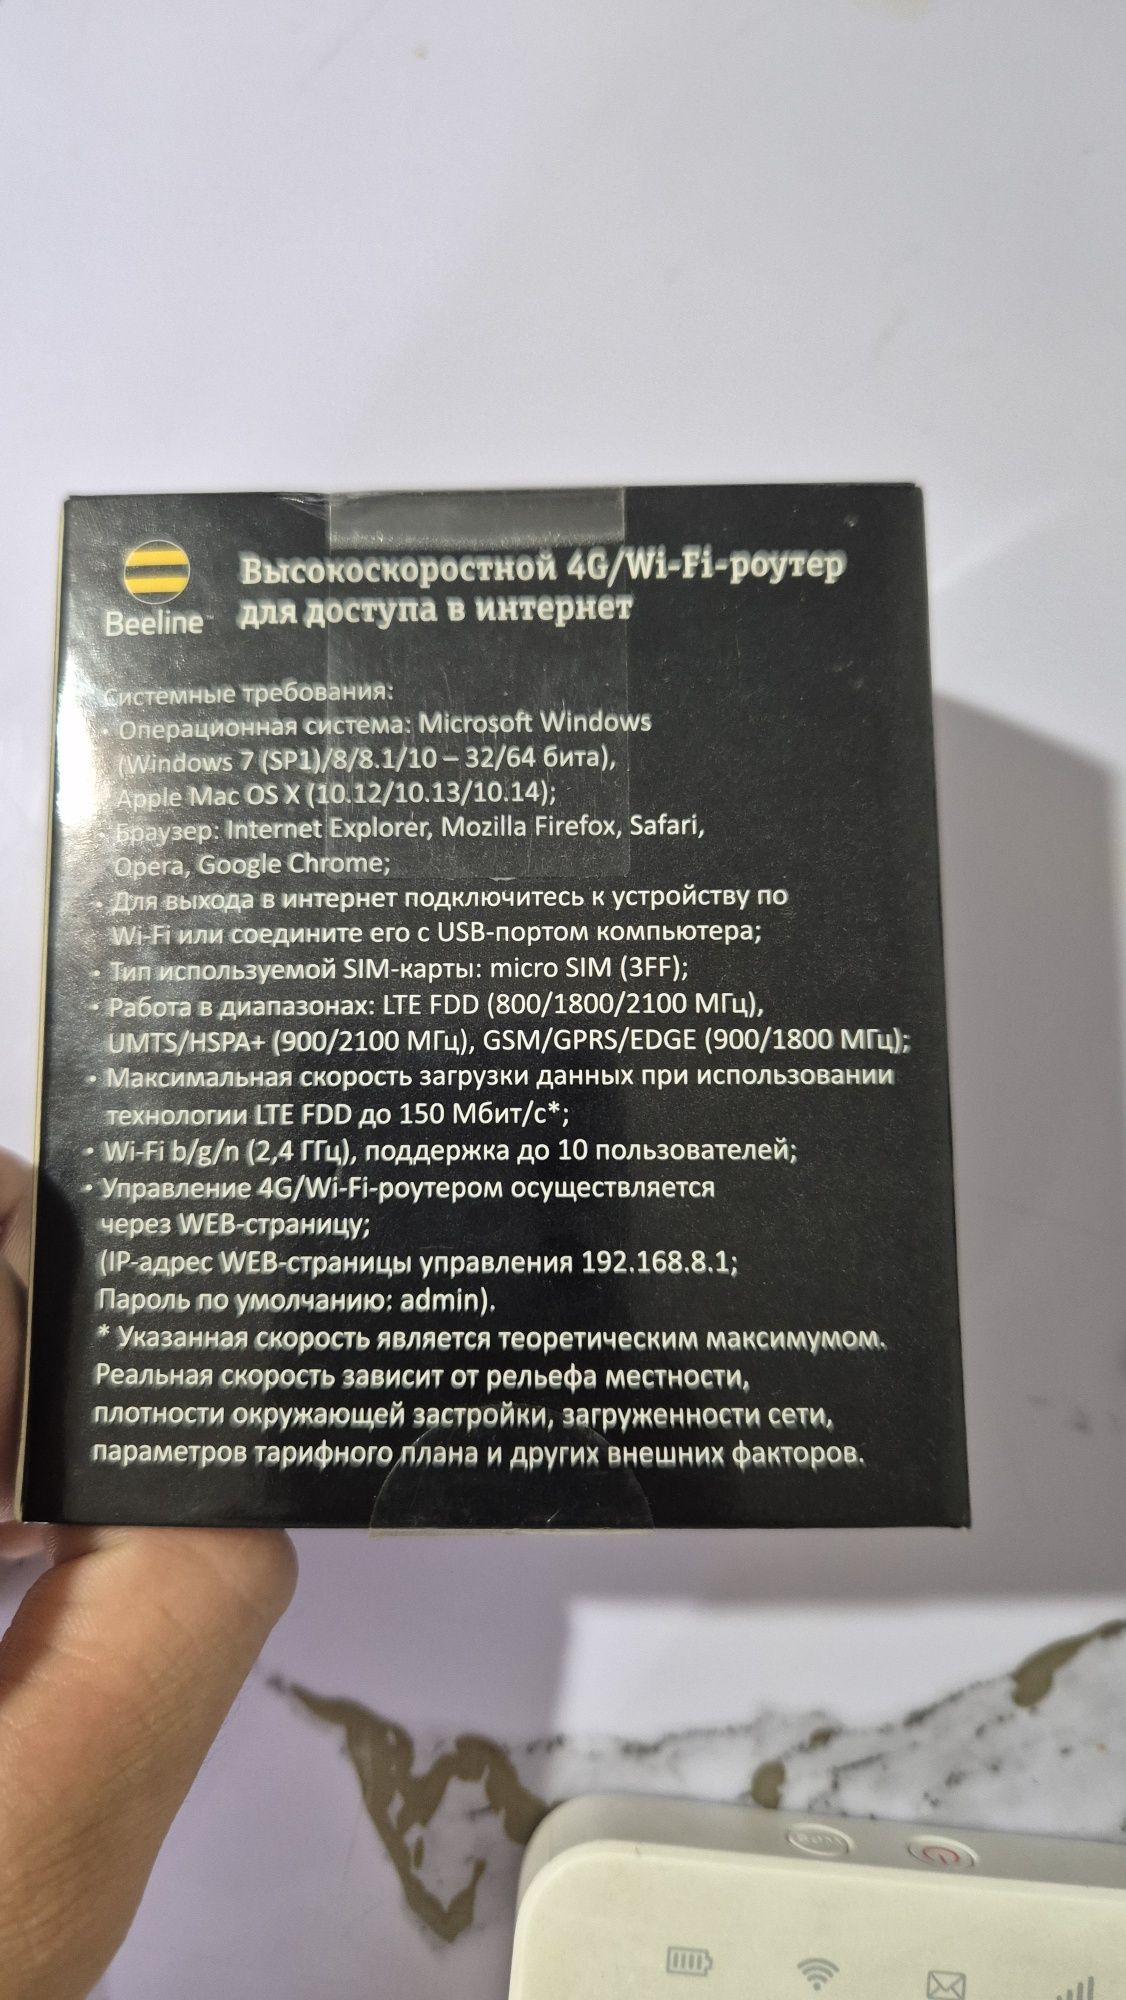 Beeline™
Высокоскоростной 4G/Wi-Fi-роутер
для доступа в интернет
Системные требования:
• Операционная система: Microsoft Windows
(Windows 7 (SP1)/8/8.1/10 – 32/64 бита),
Apple Mac OS X (10.12/10.13/10.14);
• Браузер: Internet Explorer, Mozilla Firefox, Safari,
Opera, Google Chrome;
• Для выхода в интернет подключитесь к устройству по
Wi-Fi или соедините его с USB-портом компьютера;
• Тип используемой SIM-карты: micro SIM (3FF);
• Работа в диапазонах: LTE FDD (800/1800/2100 МГц),
UMTS/HSPA+ (900/2100 МГц), GSM/GPRS/EDGE (900/1800 МГц);
• Максимальная скорость загрузки данных при использовании
технологии LTE FDD до 150 Мбит/с*;
• Wi-Fi b/g/n (2,4 ГГц), поддержка до 10 пользователей;
• Управление 4G/Wi-Fi-роутером осуществляется
через WEB-страницу;
(IP-адрес WEB-страницы управления 192.168.8.1;
Пароль по умолчанию: admin).
* Указанная скорость является теоретическим максимумом.
Реальная скорость зависит от рельефа местности,
плотности окружающей застройки, загруженности сети,
параметров тарифного плана и других внешних факторов.